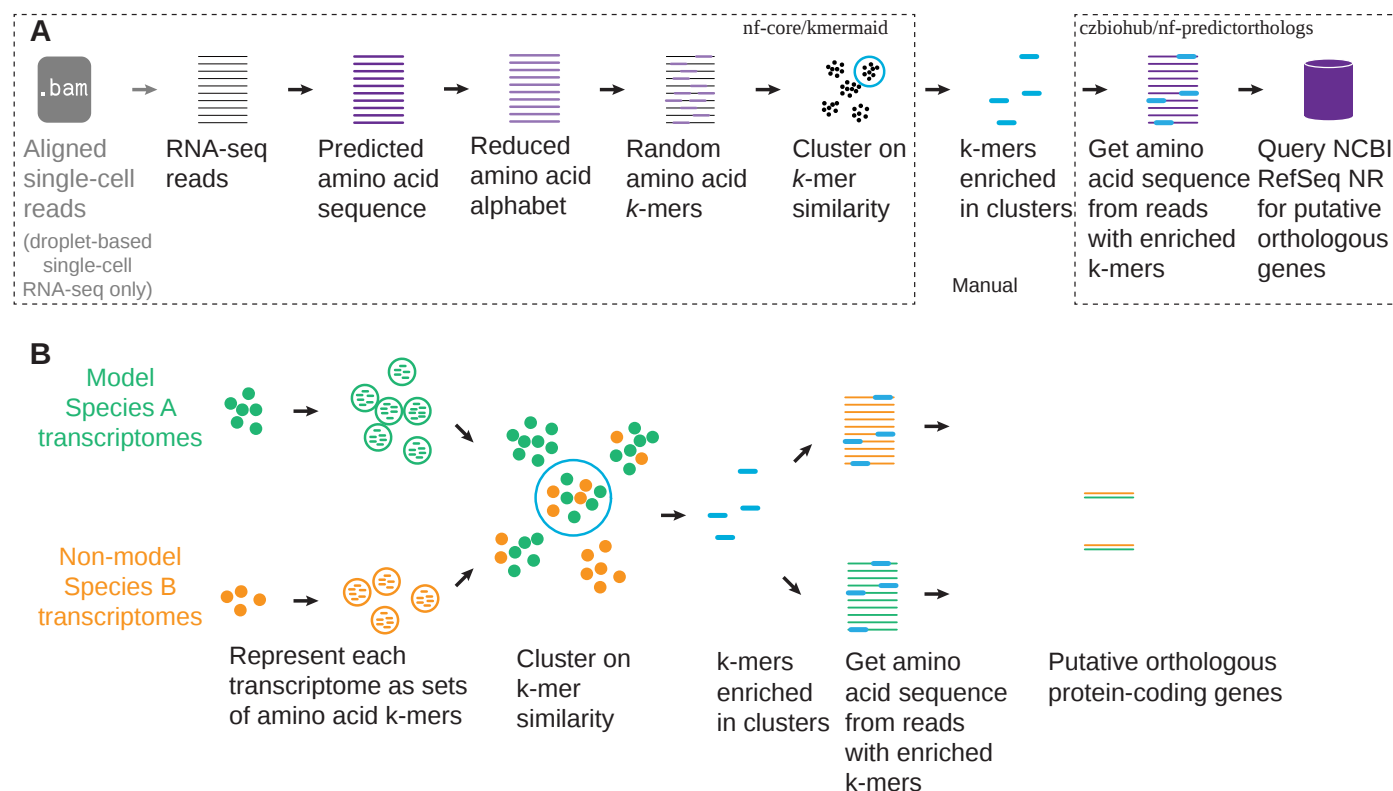 A
nf-core/kmermaid
czbiohub/nf-predictorthologs
.bam
Aligned
single-cell
reads
(droplet-based
single-cell
RNA-seq only)
RNA-seq
reads
Predicted
amino acid
sequence
Reduced
amino acid
alphabet
Random
amino acid
k-mers
Cluster on
k-mer
similarity
k-mers
enriched
in clusters
Manual
Get amino
acid sequence
from reads
with enriched
k-mers
Query NCBI
RefSeq NR
for putative
orthologous
genes
B
Model
Species A
transcriptomes
Non-model
Species B
transcriptomes
Represent each
transcriptome as sets
of amino acid k-mers
Cluster on
k-mer
similarity
k-mers
enriched
in clusters
Get amino
acid sequence
from reads
with enriched
k-mers
Putative orthologous
protein-coding genes